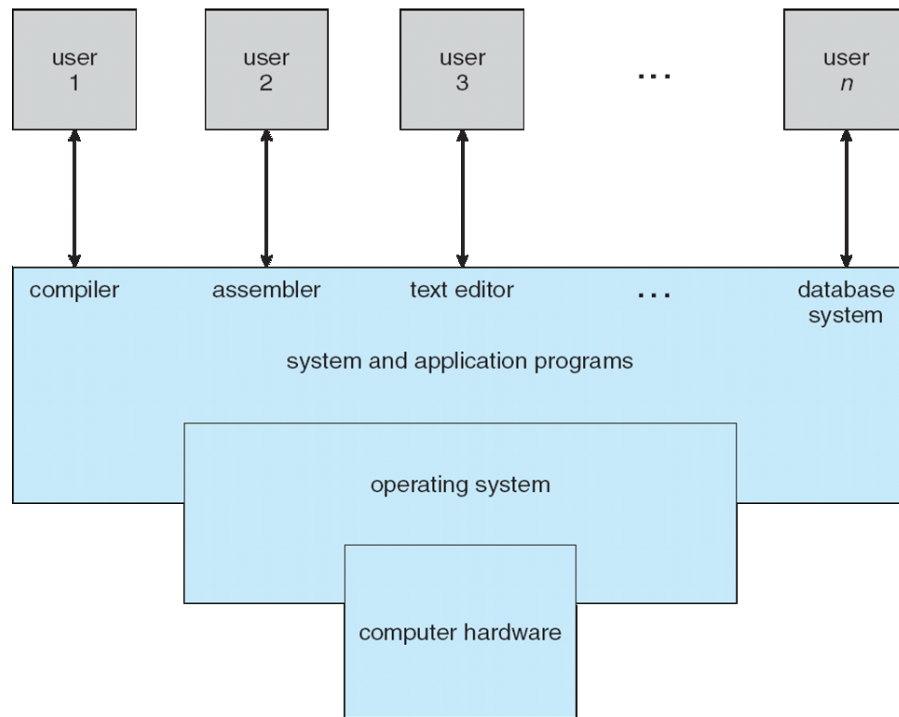 user
1
user
2
user
3
...
user
n
compiler
assembler
text editor
...
database
system
system and application programs
operating system
computer hardware